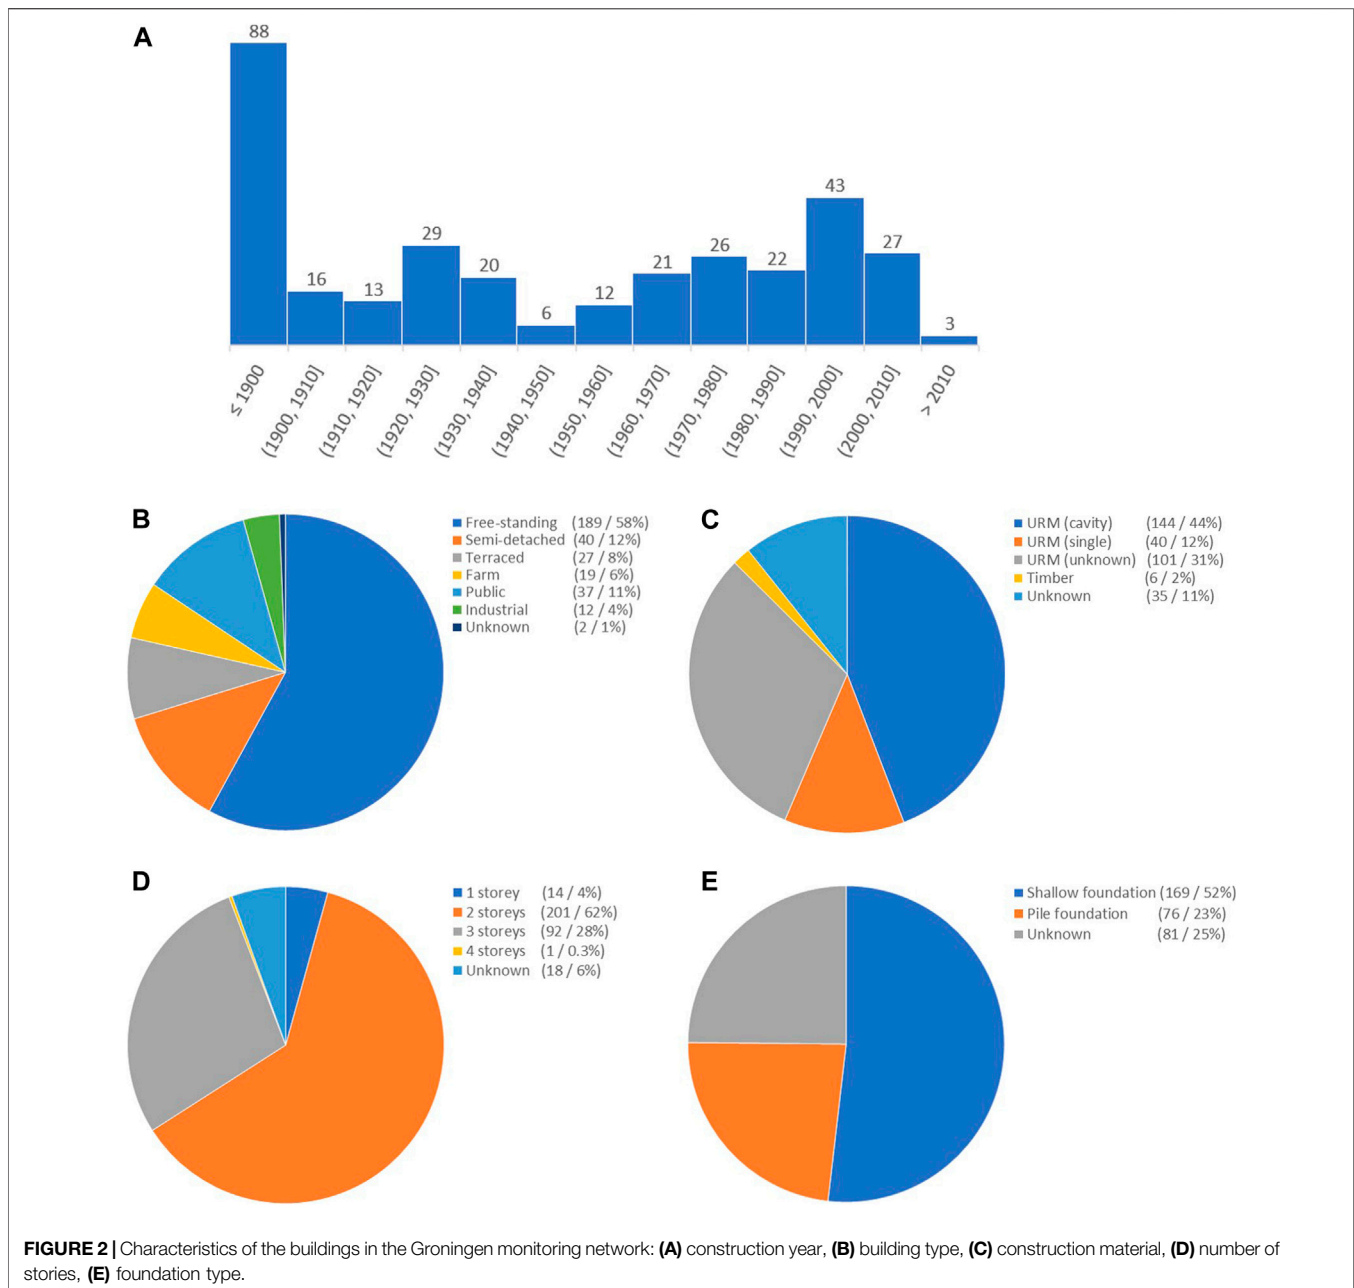 A
88
16
13
29
20
6
12
21
26
22
43
27
3
≤ 1900
(1900, 1910]
(1910, 1920]
(1920, 1930]
(1930, 1940]
(1940, 1950]
(1950, 1960]
(1960, 1970]
(1970, 1980]
(1980, 1990]
(1990, 2000]
(2000, 2010]
> 2010
B
Free-standing (189 / 58%)
Semi-detached (40 / 12%)
Terraced (27 / 8%)
Farm (19 / 6%)
Public (37 / 11%)
Industrial (12 / 4%)
Unknown (2 / 1%)
C
URM (cavity) (144 / 44%)
URM (single) (40 / 12%)
URM (unknown) (101 / 31%)
Timber (6 / 2%)
Unknown (35 / 11%)
D
1 storey (14 / 4%)
2 storeys (201 / 62%)
3 storeys (92 / 28%)
4 storeys (1 / 0.3%)
Unknown (18 / 6%)
E
Shallow foundation (169 / 52%)
Pile foundation (76 / 23%)
Unknown (81 / 25%)
FIGURE 2 | Characteristics of the buildings in the Groningen monitoring network: (A) construction year, (B) building type, (C) construction material, (D) number of
stories, (E) foundation type.